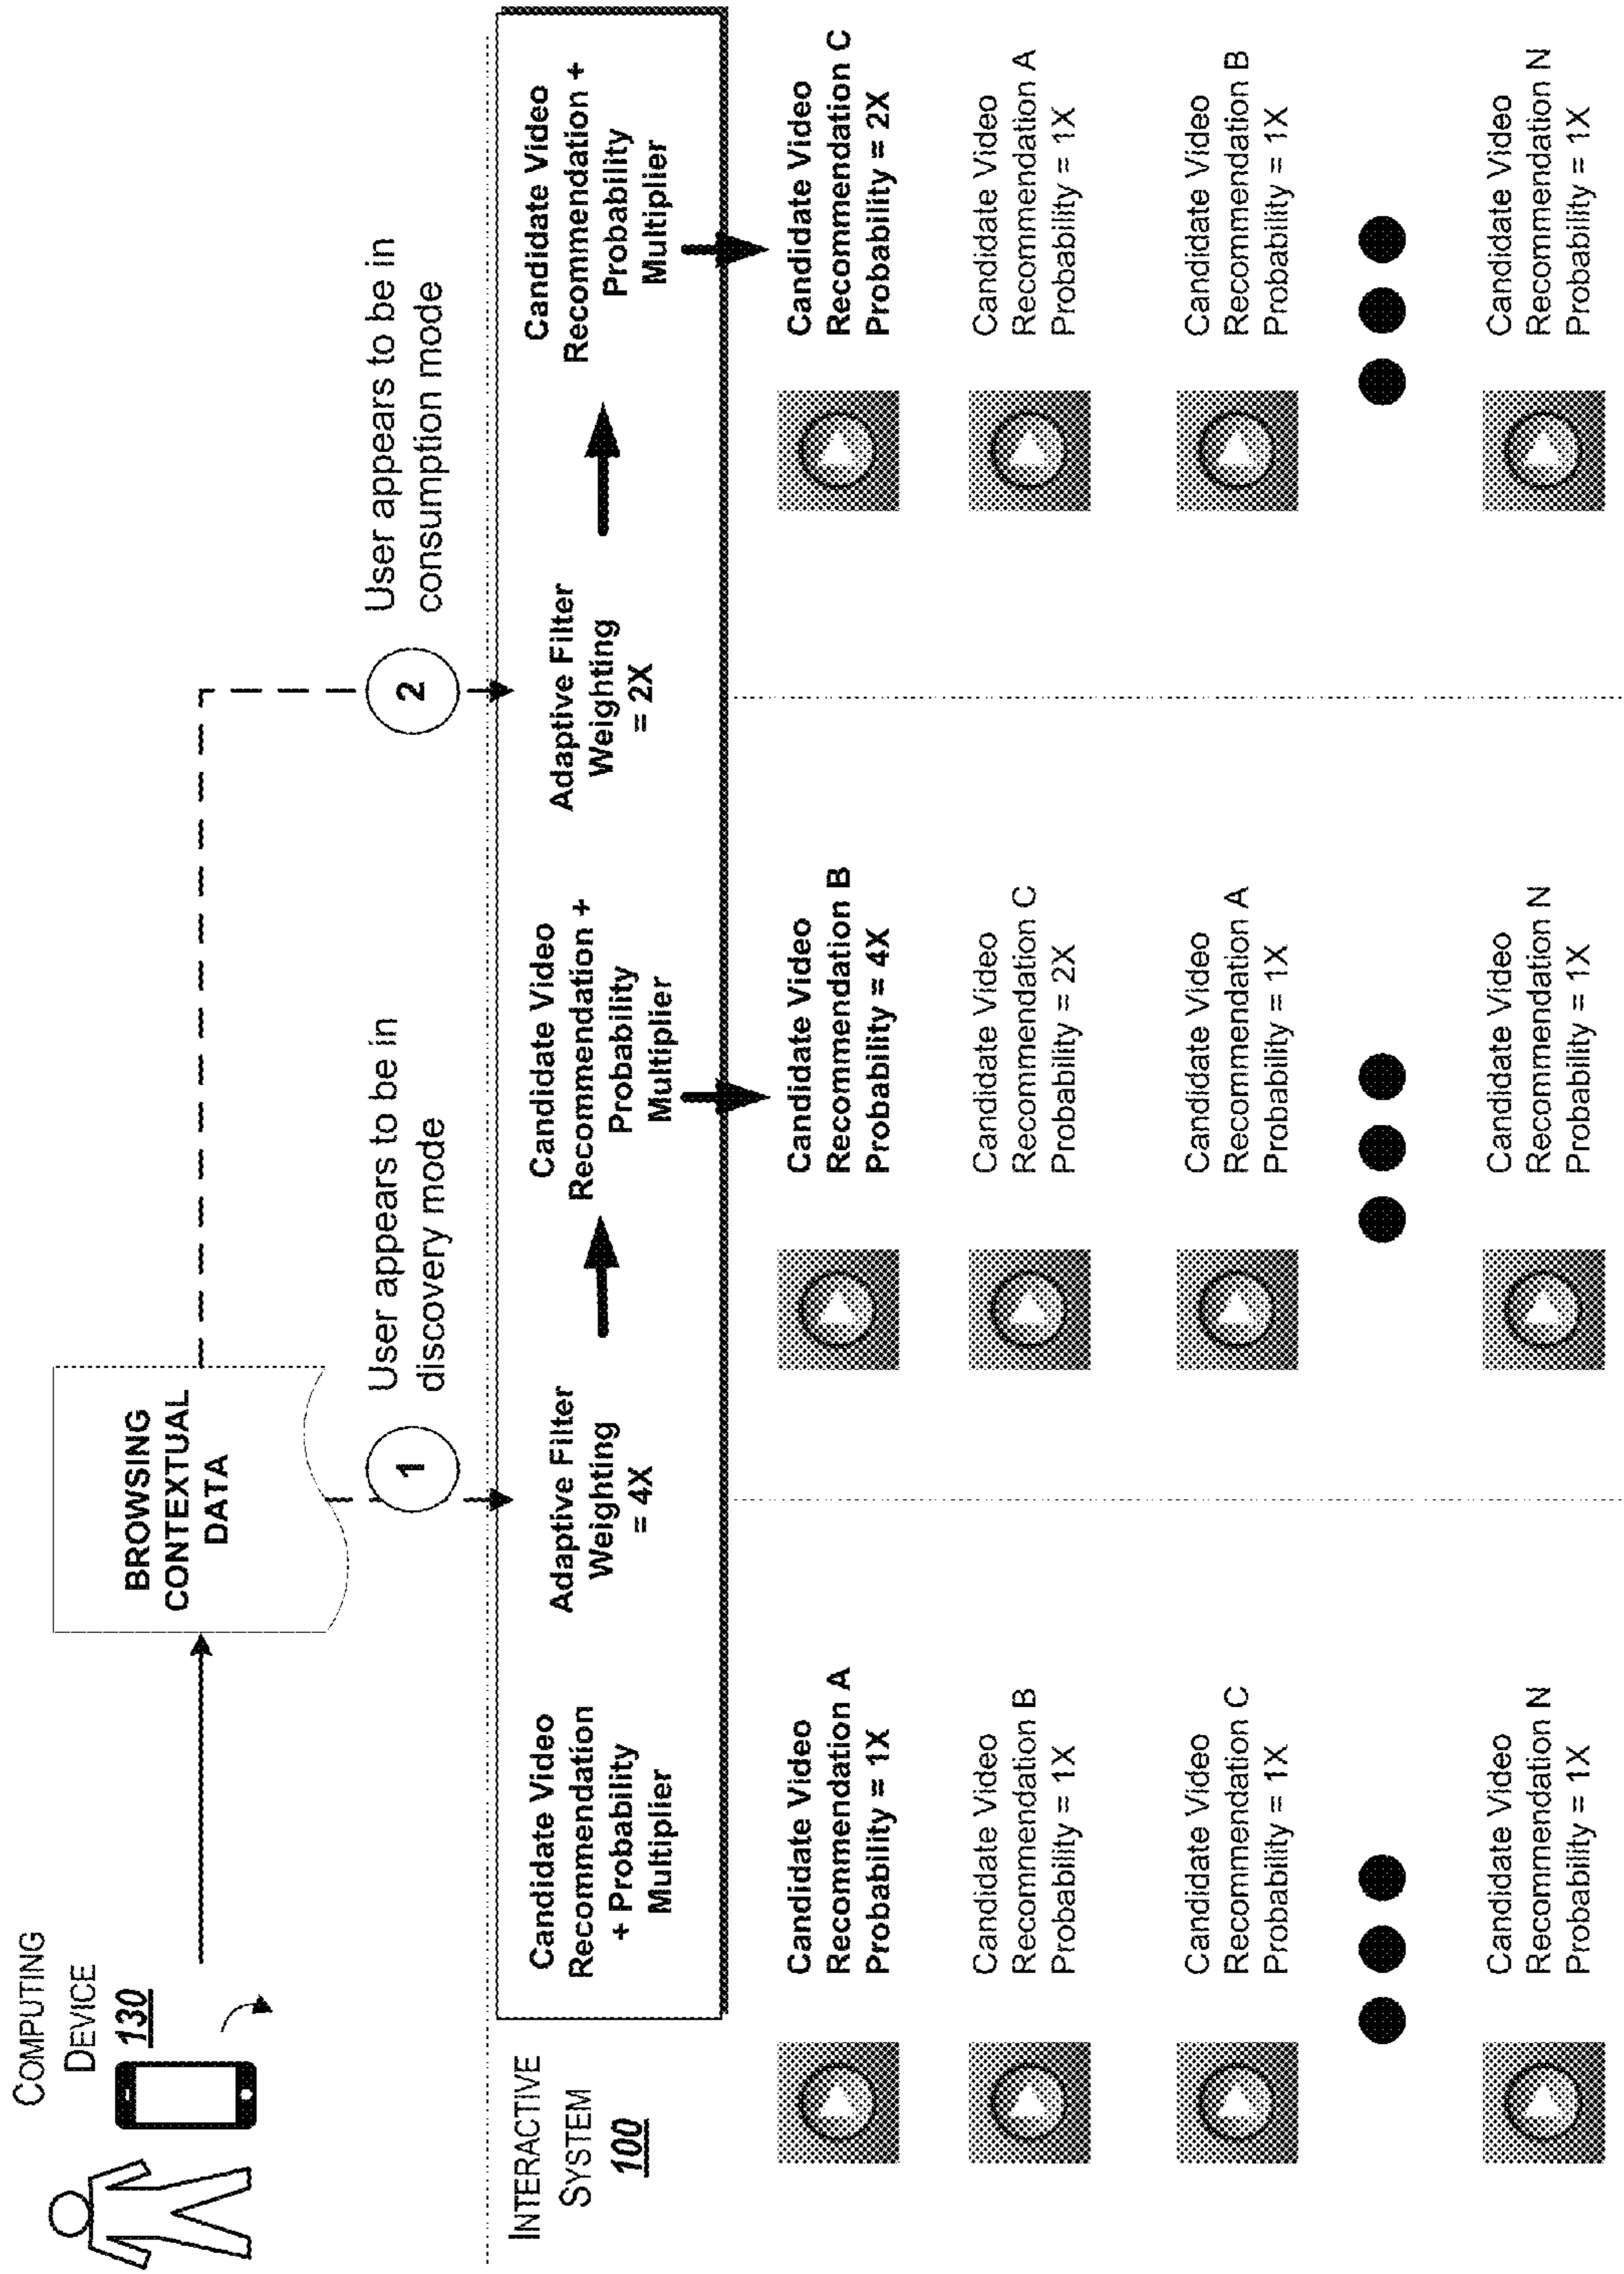 COMPUTING
DEVICE
130
BROWSING
CONTEXTUAL
DATA
1
User appears to be in
discovery mode
2
User appears to be in
consumption mode
INTERACTIVE
SYSTEM
100
Candidate Video
Recommendation
+ Probability
Multiplier
Adaptive Filter
Weighting
= 4X
Candidate Video
Recommendation +
Probability
Multiplier
Adaptive Filter
Weighting
= 2X
Candidate Video
Recommendation +
Probability
Multiplier
Candidate Video
Recommendation A
Probability = 1X
Candidate Video
Recommendation B
Probability = 1X
Candidate Video
Recommendation C
Probability = 1X
Candidate Video
Recommendation N
Probability = 1X
Candidate Video
Recommendation B
Probability = 4X
Candidate Video
Recommendation C
Probability = 2X
Candidate Video
Recommendation A
Probability = 1X
Candidate Video
Recommendation N
Probability = 1X
Candidate Video
Recommendation C
Probability = 2X
Candidate Video
Recommendation A
Probability = 1X
Candidate Video
Recommendation B
Probability = 1X
Candidate Video
Recommendation N
Probability = 1X